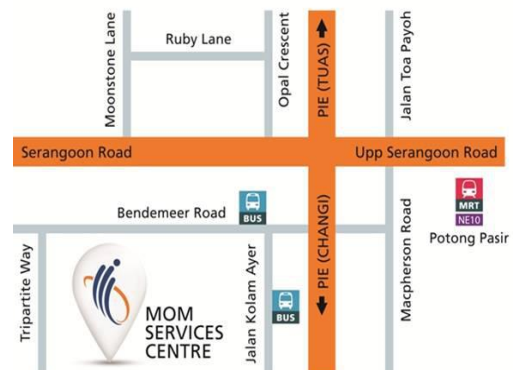 Moonstone Lane
Ruby Lane
Opal Crescent
PIE (TUAS)
Jalan Toa Payoh
Serangoon Road
Upp Serangoon Road
Bendemeer Road
BUS
PIE (CHANGI)
Macpherson Road
MRT
NE10
Potong Pasir
Tripartite Way
MOM
SERVICES
CENTRE
Jalan Kolam Ayer
BUS